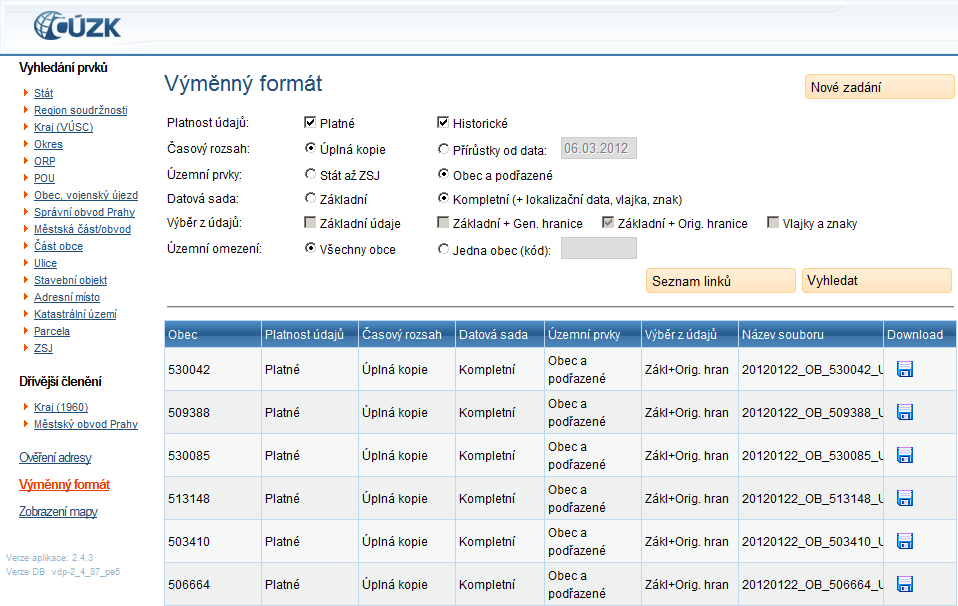 ČÚZK
Vyhledání prvků
Stát
Region soudržnosti
Kraj (VÚSC)
Okres
ORP
POU
Obec, vojenský újezd
Správní obvod Prahy
Městská část/obvod
Část obce
Ulice
Stavební objekt
Adresní místo
Katastrální území
Parcela
ZSJ
Dřívější členění
Kraj (1960)
Městský obvod Prahy
Ověření adresy
Výměnný formát
Zobrazení mapy
Verze aplikace: 2.4.3
Verze DB: vdp-2_4_87_pe5
Výměnný formát
Nové zadání
Platnost údajů: Platné Historické
Časový rozsah: Úplná kopie Přírůstky od data: 06.03.2012
Územní prvky: Stát až ZSJ Obec a podřazené
Datová sada: Základní Kompletní (+ lokalizační data, vlajka, znak)
Výběr z údajů: Základní údaje Základní + Gen. hranice Základní + Orig. hranice Vlajky a znaky
Územní omezení: Všechny obce Jedna obec (kód):
Seznam linků Vyhledat
Obec Platnost údajů Časový rozsah Datová sada Územní prvky Výběr z údajů Název souboru Download
530042 Platné Úplná kopie Kompletní Obec a podřazené Zákl+Orig. hran 20120122_OB_530042_U
509388 Platné Úplná kopie Kompletní Obec a podřazené Zákl+Orig. hran 20120122_OB_509388_U
530085 Platné Úplná kopie Kompletní Obec a podřazené Zákl+Orig. hran 20120122_OB_530085_U
513148 Platné Úplná kopie Kompletní Obec a podřazené Zákl+Orig. hran 20120122_OB_513148_U
503410 Platné Úplná kopie Kompletní Obec a podřazené Zákl+Orig. hran 20120122_OB_503410_U
506664 Platné Úplná kopie Kompletní Obec a podřazené Zákl+Orig. hran 20120122_OB_506664_U